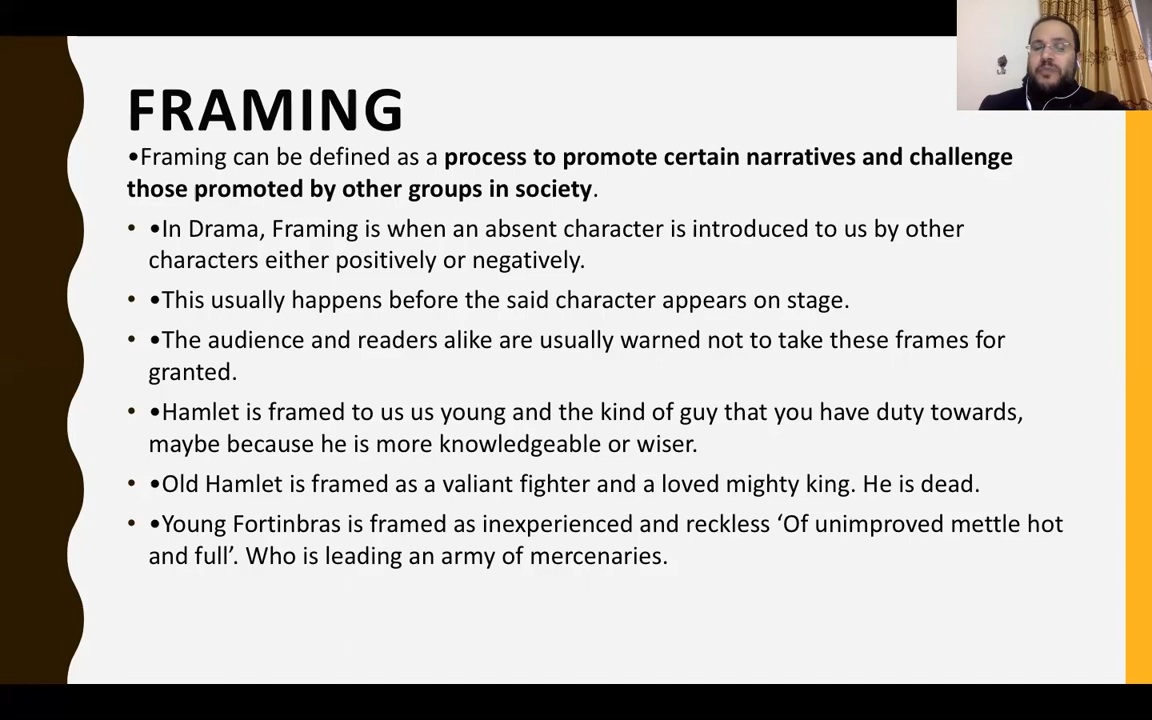 FRAMING
•Framing can be defined as a process to promote certain narratives and challenge
those promoted by other groups in society.
• •In Drama, Framing is when an absent character is introduced to us by other
characters either positively or negatively.
• •This usually happens before the said character appears on stage.
• •The audience and readers alike are usually warned not to take these frames for
granted.
• •Hamlet is framed to us us young and the kind of guy that you have duty towards,
maybe because he is more knowledgeable or wiser.
• •Old Hamlet is framed as a valiant fighter and a loved mighty king. He is dead.
• •Young Fortinbras is framed as inexperienced and reckless ‘Of unimproved mettle hot
and full’. Who is leading an army of mercenaries.